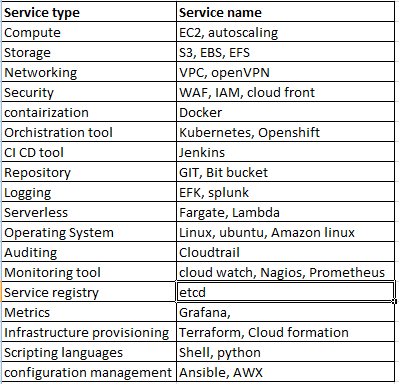 Service type Service name
Compute EC2, autoscaling
Storage S3, EBS, EFS
Networking VPC, openVPN
Security WAF, IAM, cloud front
contairization Docker
Orchistration tool Kubernetes, Openshift
CI CD tool Jenkins
Repository GIT, Bit bucket
Logging EFK, splunk
Serverless Fargate, Lambda
Operating System Linux, ubuntu, Amazon linux
Auditing Cloudtrail
Monitoring tool cloud watch, Nagios, Prometheus
Service registry etcd
Metrics Grafana,
Infrastructure provisioning Terraform, Cloud formation
Scripting languages Shell, python
configuration management Ansible, AWX